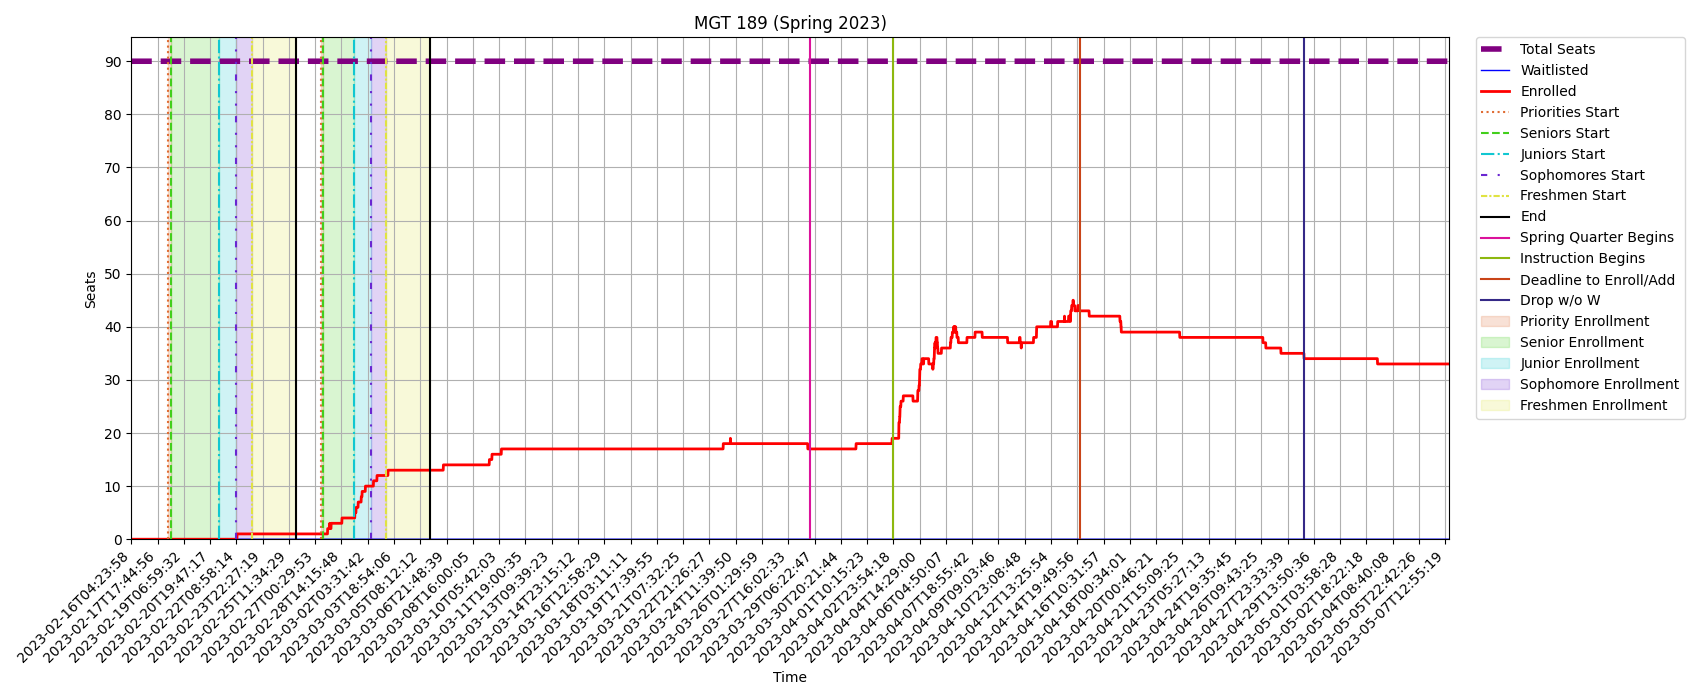 MGT 189 (Spring 2023)
Seats
90
80
70
60
50
40
30
20
10
0
2023-02-16T04:23:58
2023-02-17T17:44:56
2023-02-19T06:59:32
2023-02-20T19:47:17
2023-02-22T08:58:14
2023-02-23T22:27:19
2023-02-25T11:34:29
2023-02-27T00:29:53
2023-02-28T14:15:48
2023-03-02T03:31:42
2023-03-03T18:54:06
2023-03-05T08:12:12
2023-03-06T21:48:39
2023-03-08T16:00:05
2023-03-10T05:42:03
2023-03-11T19:00:35
2023-03-13T09:39:23
2023-03-14T23:15:12
2023-03-16T12:58:29
2023-03-18T03:11:11
2023-03-19T17:39:55
2023-03-21T07:32:25
2023-03-22T21:26:27
2023-03-24T11:39:50
2023-03-26T01:29:59
2023-03-27T16:02:33
2023-03-29T06:22:47
2023-03-30T20:21:44
2023-04-01T10:15:23
2023-04-02T23:54:18
2023-04-04T14:29:00
2023-04-06T04:50:07
2023-04-07T18:55:42
2023-04-09T09:03:46
2023-04-10T23:08:48
2023-04-12T13:25:54
2023-04-14T19:49:56
2023-04-16T10:31:57
2023-04-18T00:34:01
2023-04-20T00:46:21
2023-04-21T15:09:25
2023-04-23T05:27:13
2023-04-24T19:35:45
2023-04-26T09:43:25
2023-04-27T23:33:39
2023-04-29T13:50:36
2023-05-01T03:58:28
2023-05-02T18:22:18
2023-05-04T08:40:08
2023-05-05T22:42:26
2023-05-07T12:55:19
Time
Total Seats
Waitlisted
Enrolled
Priorities Start
Seniors Start
Juniors Start
Sophomores Start
Freshmen Start
End
Spring Quarter Begins
Instruction Begins
Deadline to Enroll/Add
Drop w/o W
Priority Enrollment
Senior Enrollment
Junior Enrollment
Sophomore Enrollment
Freshmen Enrollment